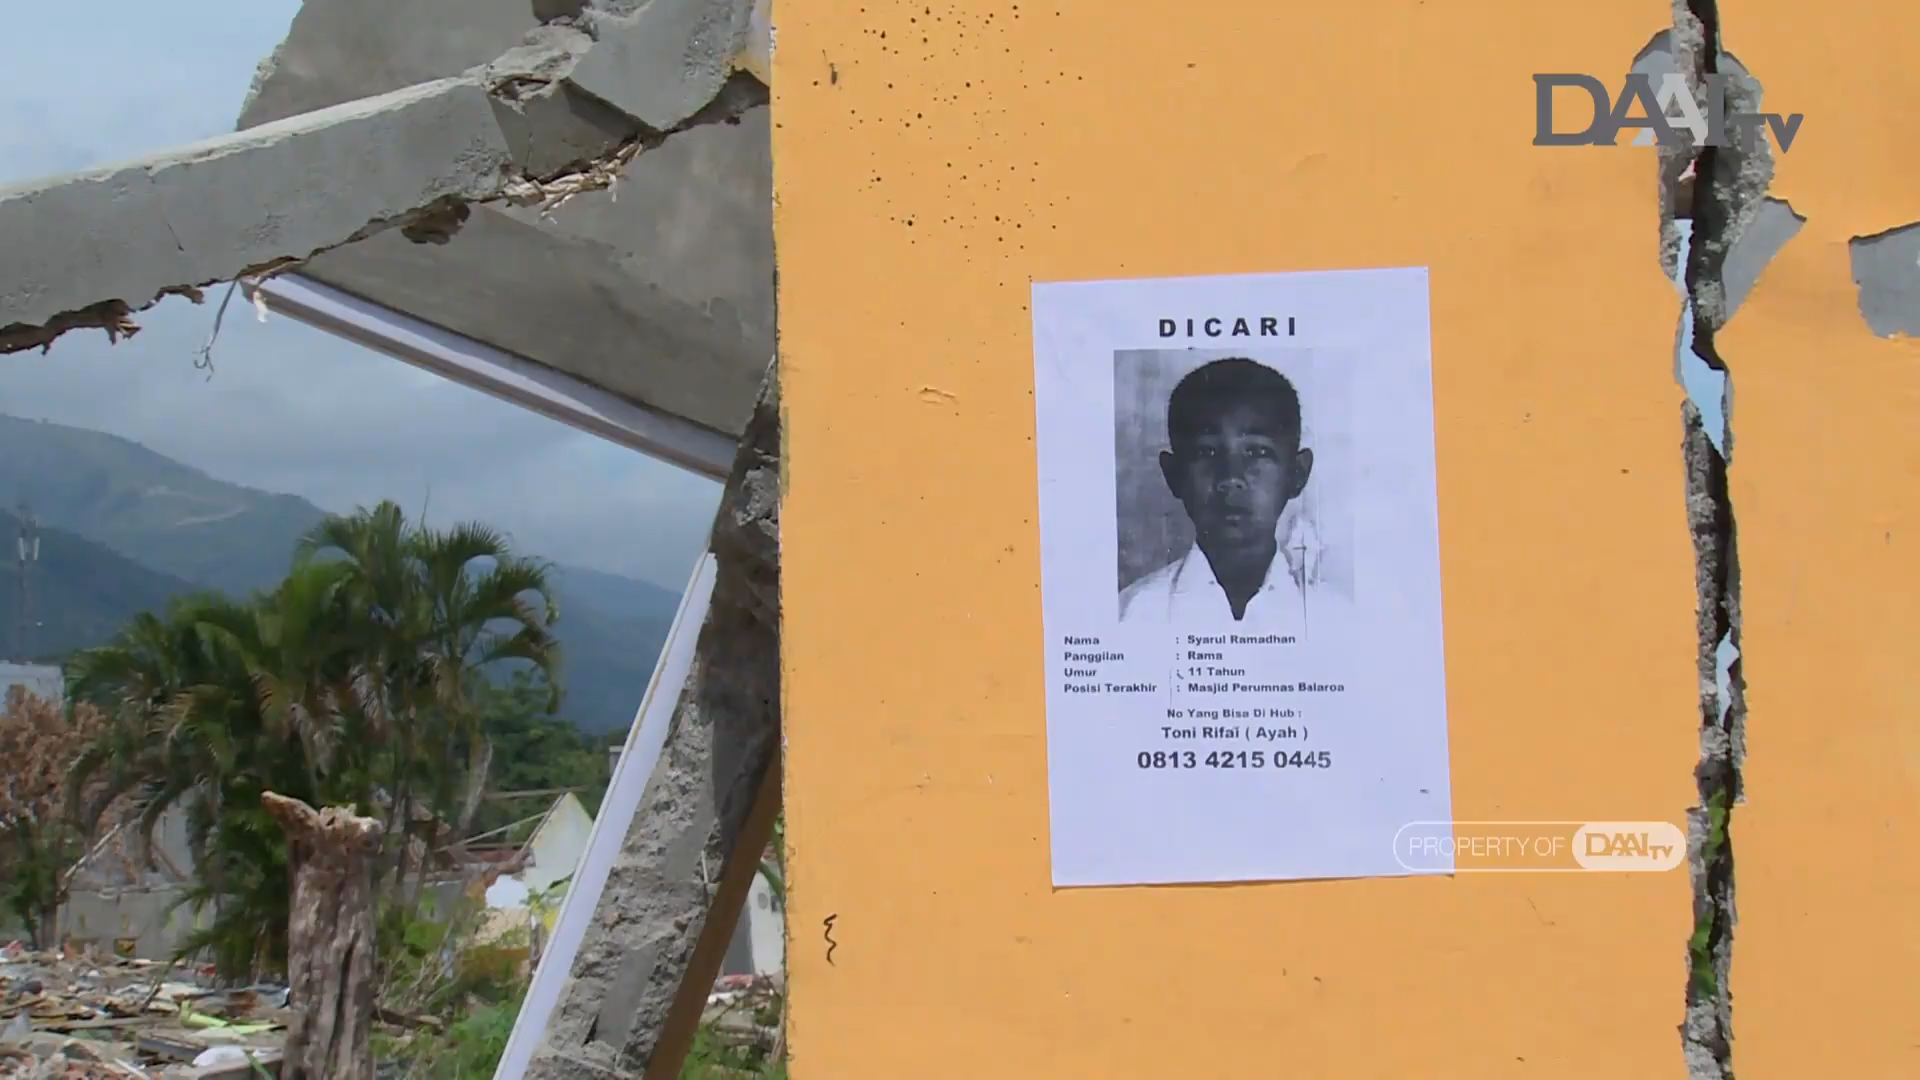 DAAI TV
DICARI
Nama : Syarul Ramadhan
Panggilan : Rama
Umur : 11 Tahun
Posisi Terakhir : Masjid Perumnas Balaroa
No Yang Bisa Di Hub :
Toni Rifai ( Ayah )
0813 4215 0445
PROPERTY OF DAAI TV